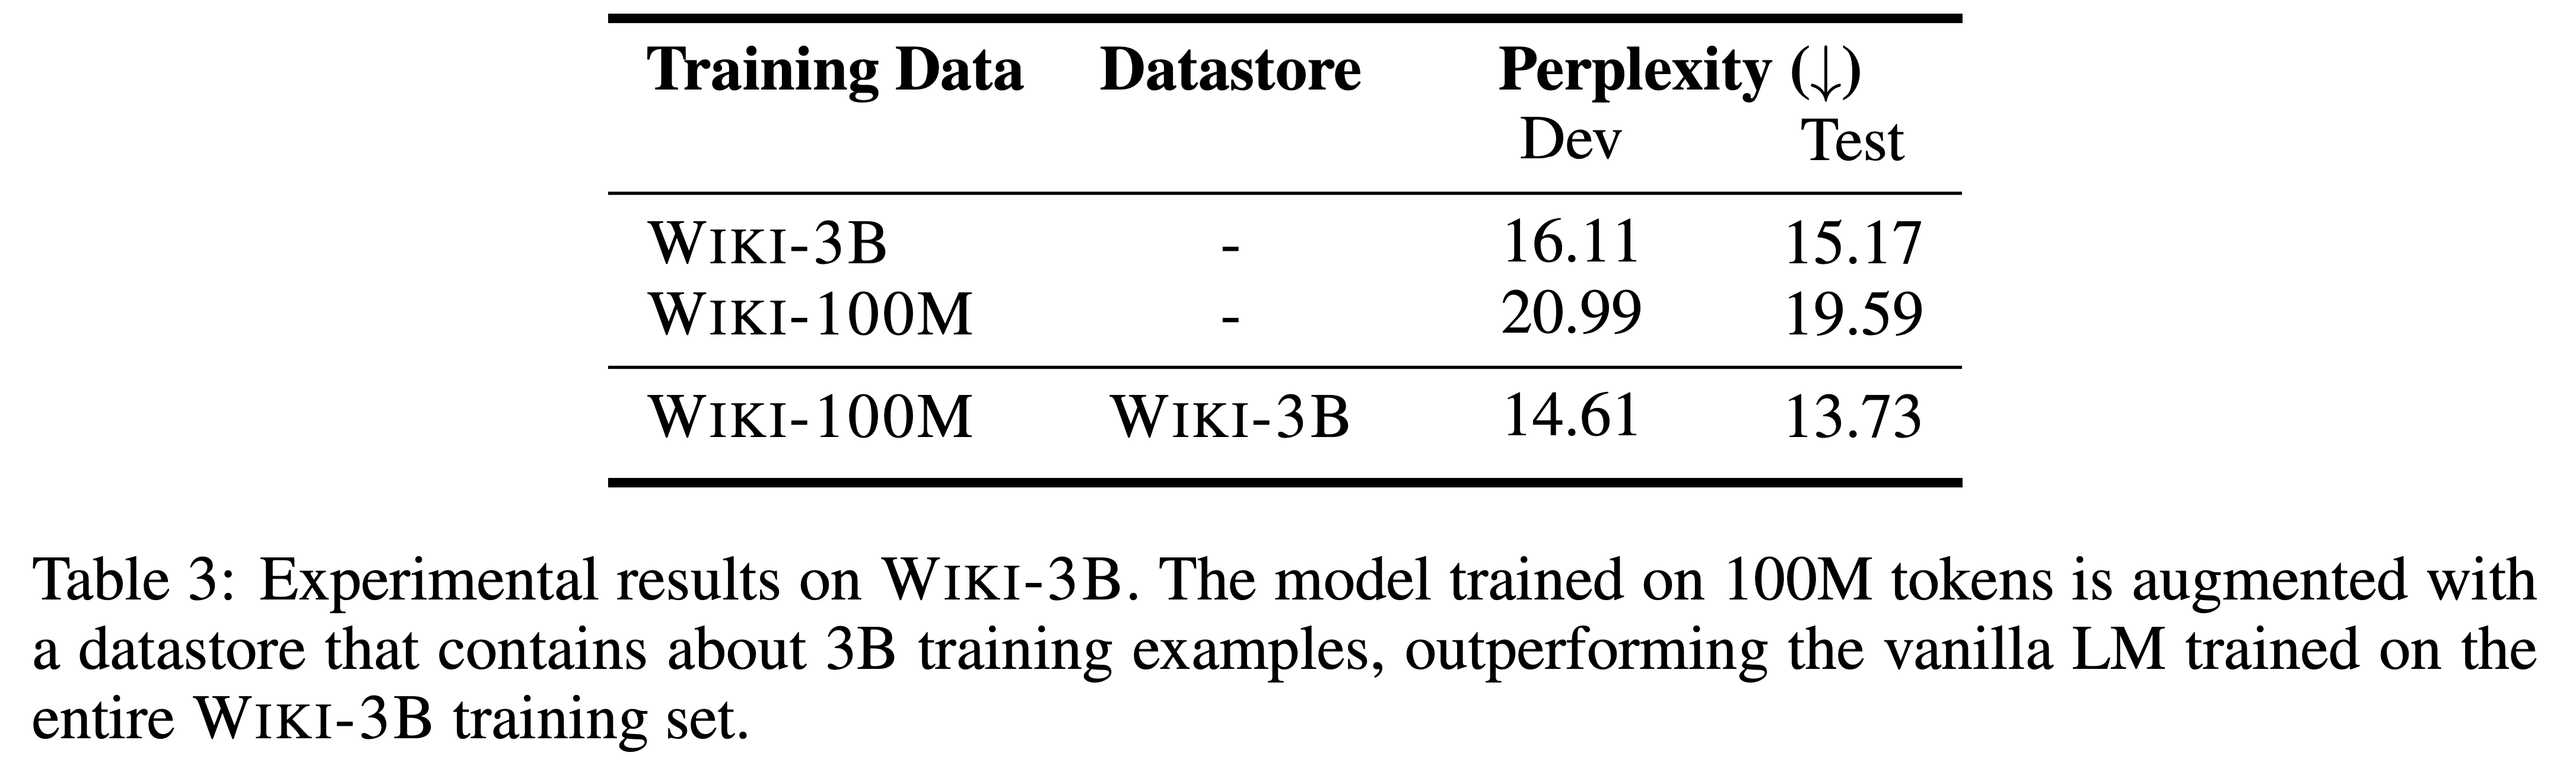 Training Data Datastore Perplexity (↓)
Dev Test
WIKI-3B - 16.11 15.17
WIKI-100M - 20.99 19.59
WIKI-100M WIKI-3B 14.61 13.73
Table 3: Experimental results on WIKI-3B. The model trained on 100M tokens is augmented with
a datastore that contains about 3B training examples, outperforming the vanilla LM trained on the
entire WIKI-3B training set.